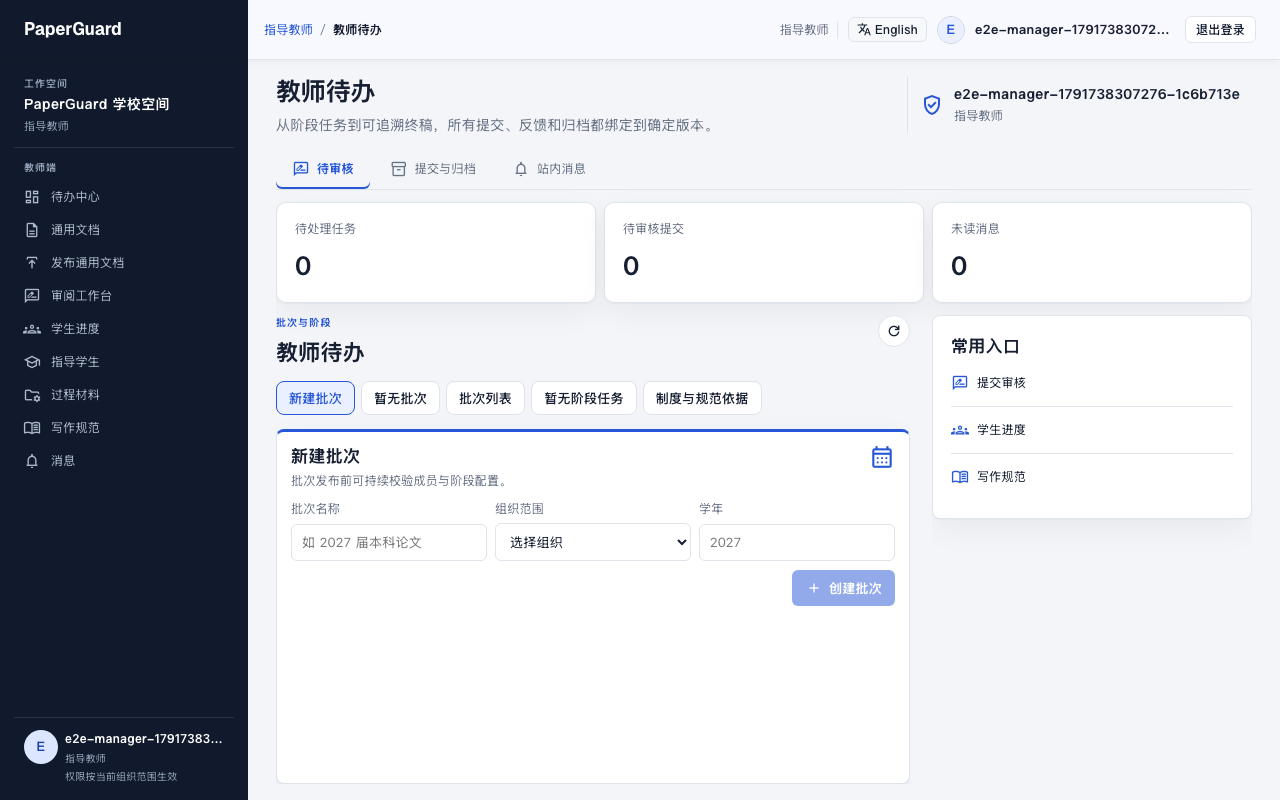 PaperGuard
工作空间
PaperGuard 学校空间
指导教师
教师端
待办中心
通用文档
发布通用文档
审阅工作台
学生进度
指导学生
过程材料
写作规范
消息
E
e2e-manager-17917383...
指导教师
权限按当前组织范围生效
指导教师 / 教师待办
指导教师
English
E
e2e-manager-17917383072...
退出登录
教师待办
从阶段任务到可追溯终稿，所有提交、反馈和归档都绑定到确定版本。
e2e-manager-1791738307276-1c6b713e
指导教师
待审核
提交与归档
站内消息
待处理任务
0
待审核提交
0
未读消息
0
批次与阶段
教师待办
新建批次
暂无批次
批次列表
暂无阶段任务
制度与规范依据
新建批次
批次发布前可持续校验成员与阶段配置。
批次名称
组织范围
学年
如 2027 届本科论文
选择组织
2027
创建批次
常用入口
提交审核
学生进度
写作规范